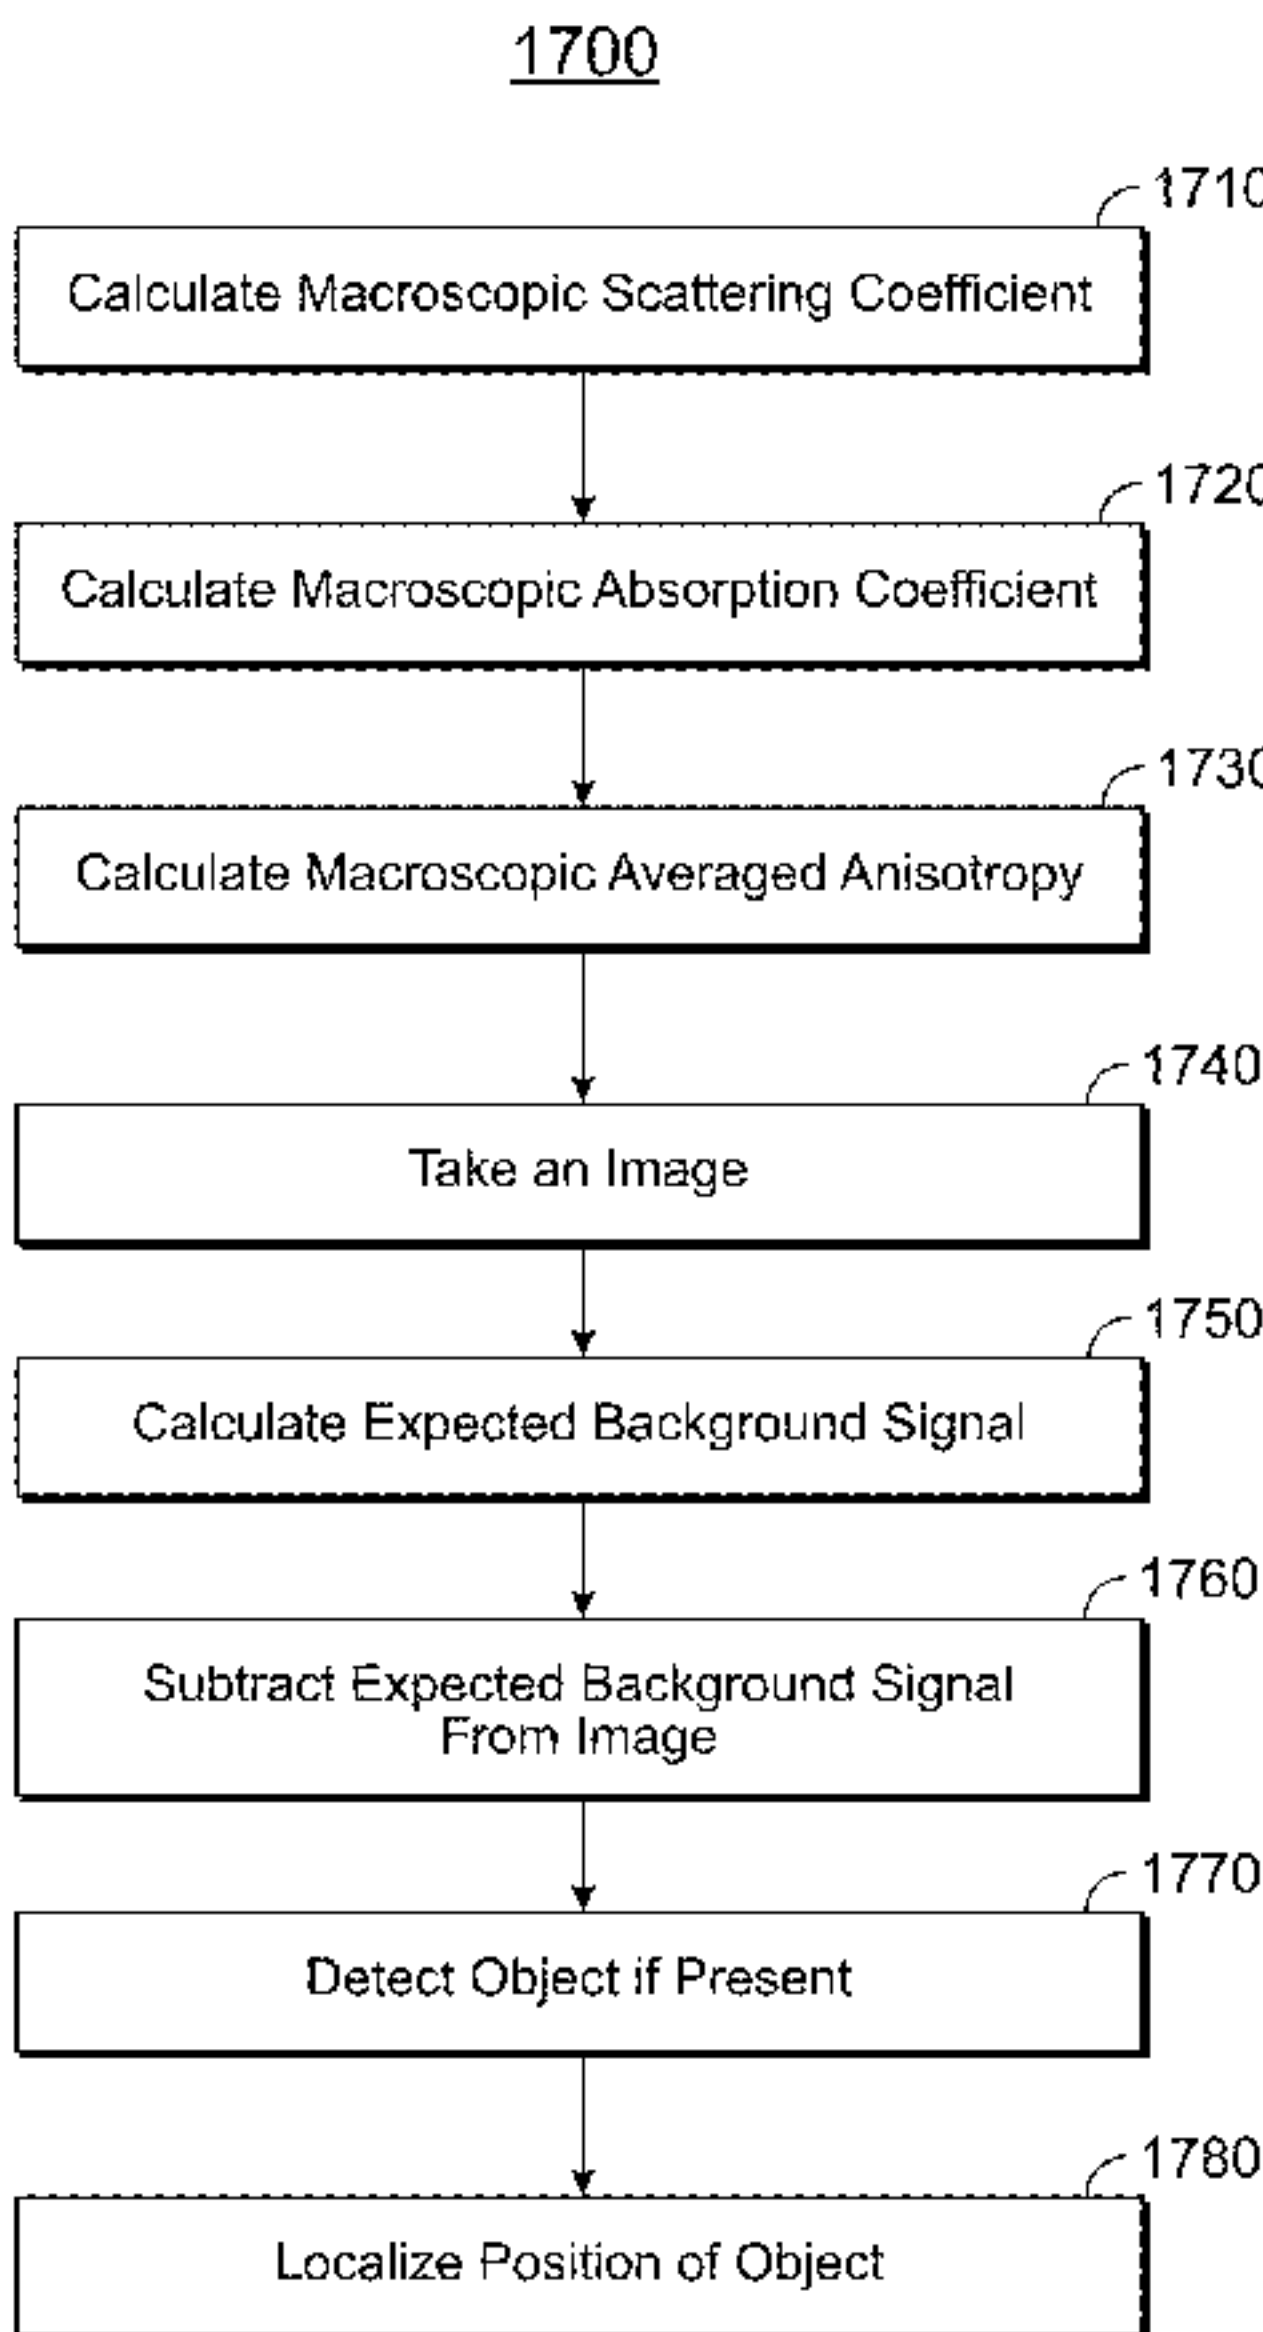 1700
1710
Calculate Macroscopic Scattering Coefficient
1720
Calculate Macroscopic Absorption Coefficient
1730
Calculate Macroscopic Averaged Anisotropy
1740
Take an Image
1750
Calculate Expected Background Signal
1760
Subtract Expected Background Signal
From Image
1770
Detect Object if Present
1780
Localize Position of Object